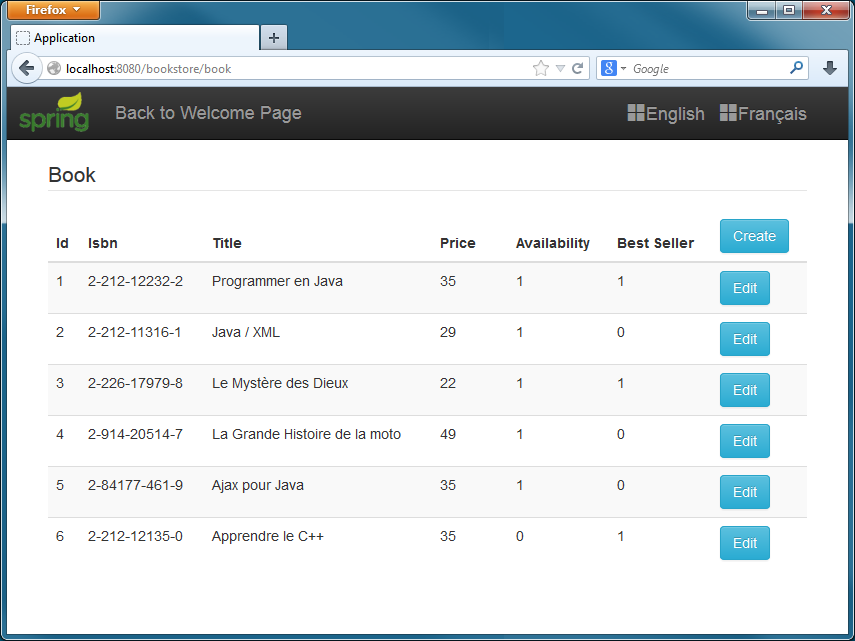 Firefox
Application
localhost:8080/bookstore/book
8 Google
spring Back to Welcome Page English Français
Book
Id Isbn Title Price Availability Best Seller Create
1 2-212-12232-2 Programmer en Java 35 1 1 Edit
2 2-212-11316-1 Java / XML 29 1 0 Edit
3 2-226-17979-8 Le Mystère des Dieux 22 1 1 Edit
4 2-914-20514-7 La Grande Histoire de la moto 49 1 0 Edit
5 2-84177-461-9 Ajax pour Java 35 1 0 Edit
6 2-212-12135-0 Apprendre le C++ 35 0 1 Edit